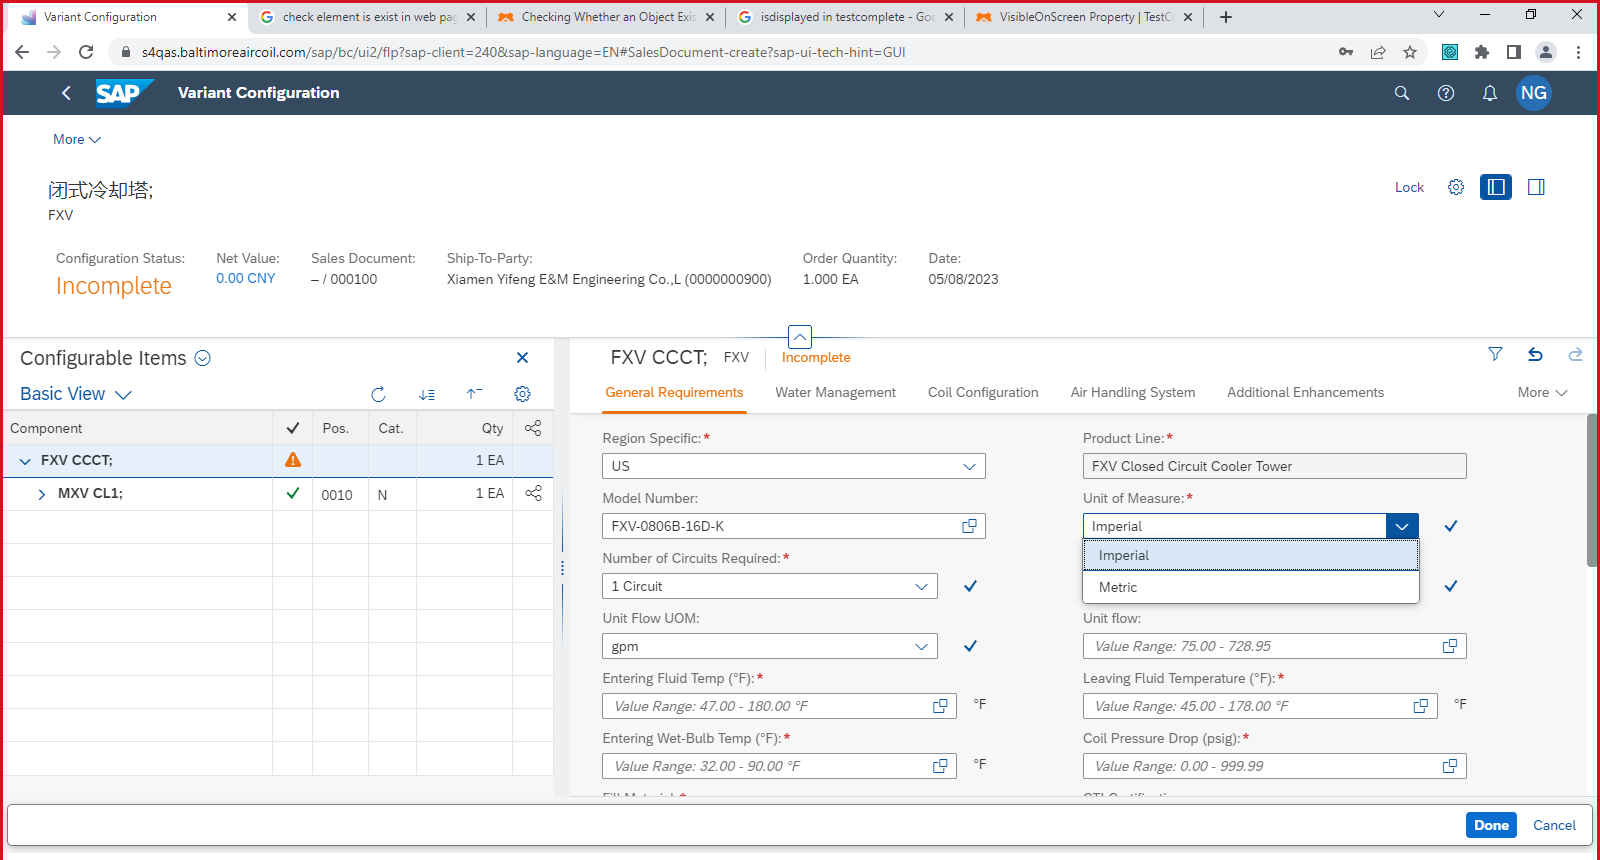 Variant Configuration
check element is exist in web pag
Checking Whether an Object Exis
isdisplayed in testcomplete - Goo
VisibleOnScreen Property | TestCo
s4qas.baltimoreaircoil.com/sap/bc/ui2/flp?sap-client=240&sap-language=EN#SalesDocument-create?sap-ui-tech-hint=GUI
SAP Variant Configuration
NG
More
闭式冷却塔;
FXV
Lock
Configuration Status: Net Value: Sales Document: Ship-To-Party: Order Quantity: Date:
Incomplete 0.00 CNY – / 000100 Xiamen Yifeng E&M Engineering Co.,L (0000000900) 1.000 EA 05/08/2023
Configurable Items
Basic View
Component Pos. Cat. Qty
FXV CCCT; 1 EA
MXV CL1; 0010 N 1 EA
FXV CCCT; FXV Incomplete
General Requirements Water Management Coil Configuration Air Handling System Additional Enhancements More
Region Specific:* Product Line:*
US FXV Closed Circuit Cooler Tower
Model Number: Unit of Measure:*
FXV-0806B-16D-K Imperial
Number of Circuits Required:* Imperial
1 Circuit Metric
Unit Flow UOM: Unit flow:
gpm Value Range: 75.00 - 728.95
Entering Fluid Temp (°F):* Leaving Fluid Temperature (°F):*
Value Range: 47.00 - 180.00 °F °F Value Range: 45.00 - 178.00 °F °F
Entering Wet-Bulb Temp (°F):* Coil Pressure Drop (psig):*
Value Range: 32.00 - 90.00 °F °F Value Range: 0.00 - 999.99
Done Cancel